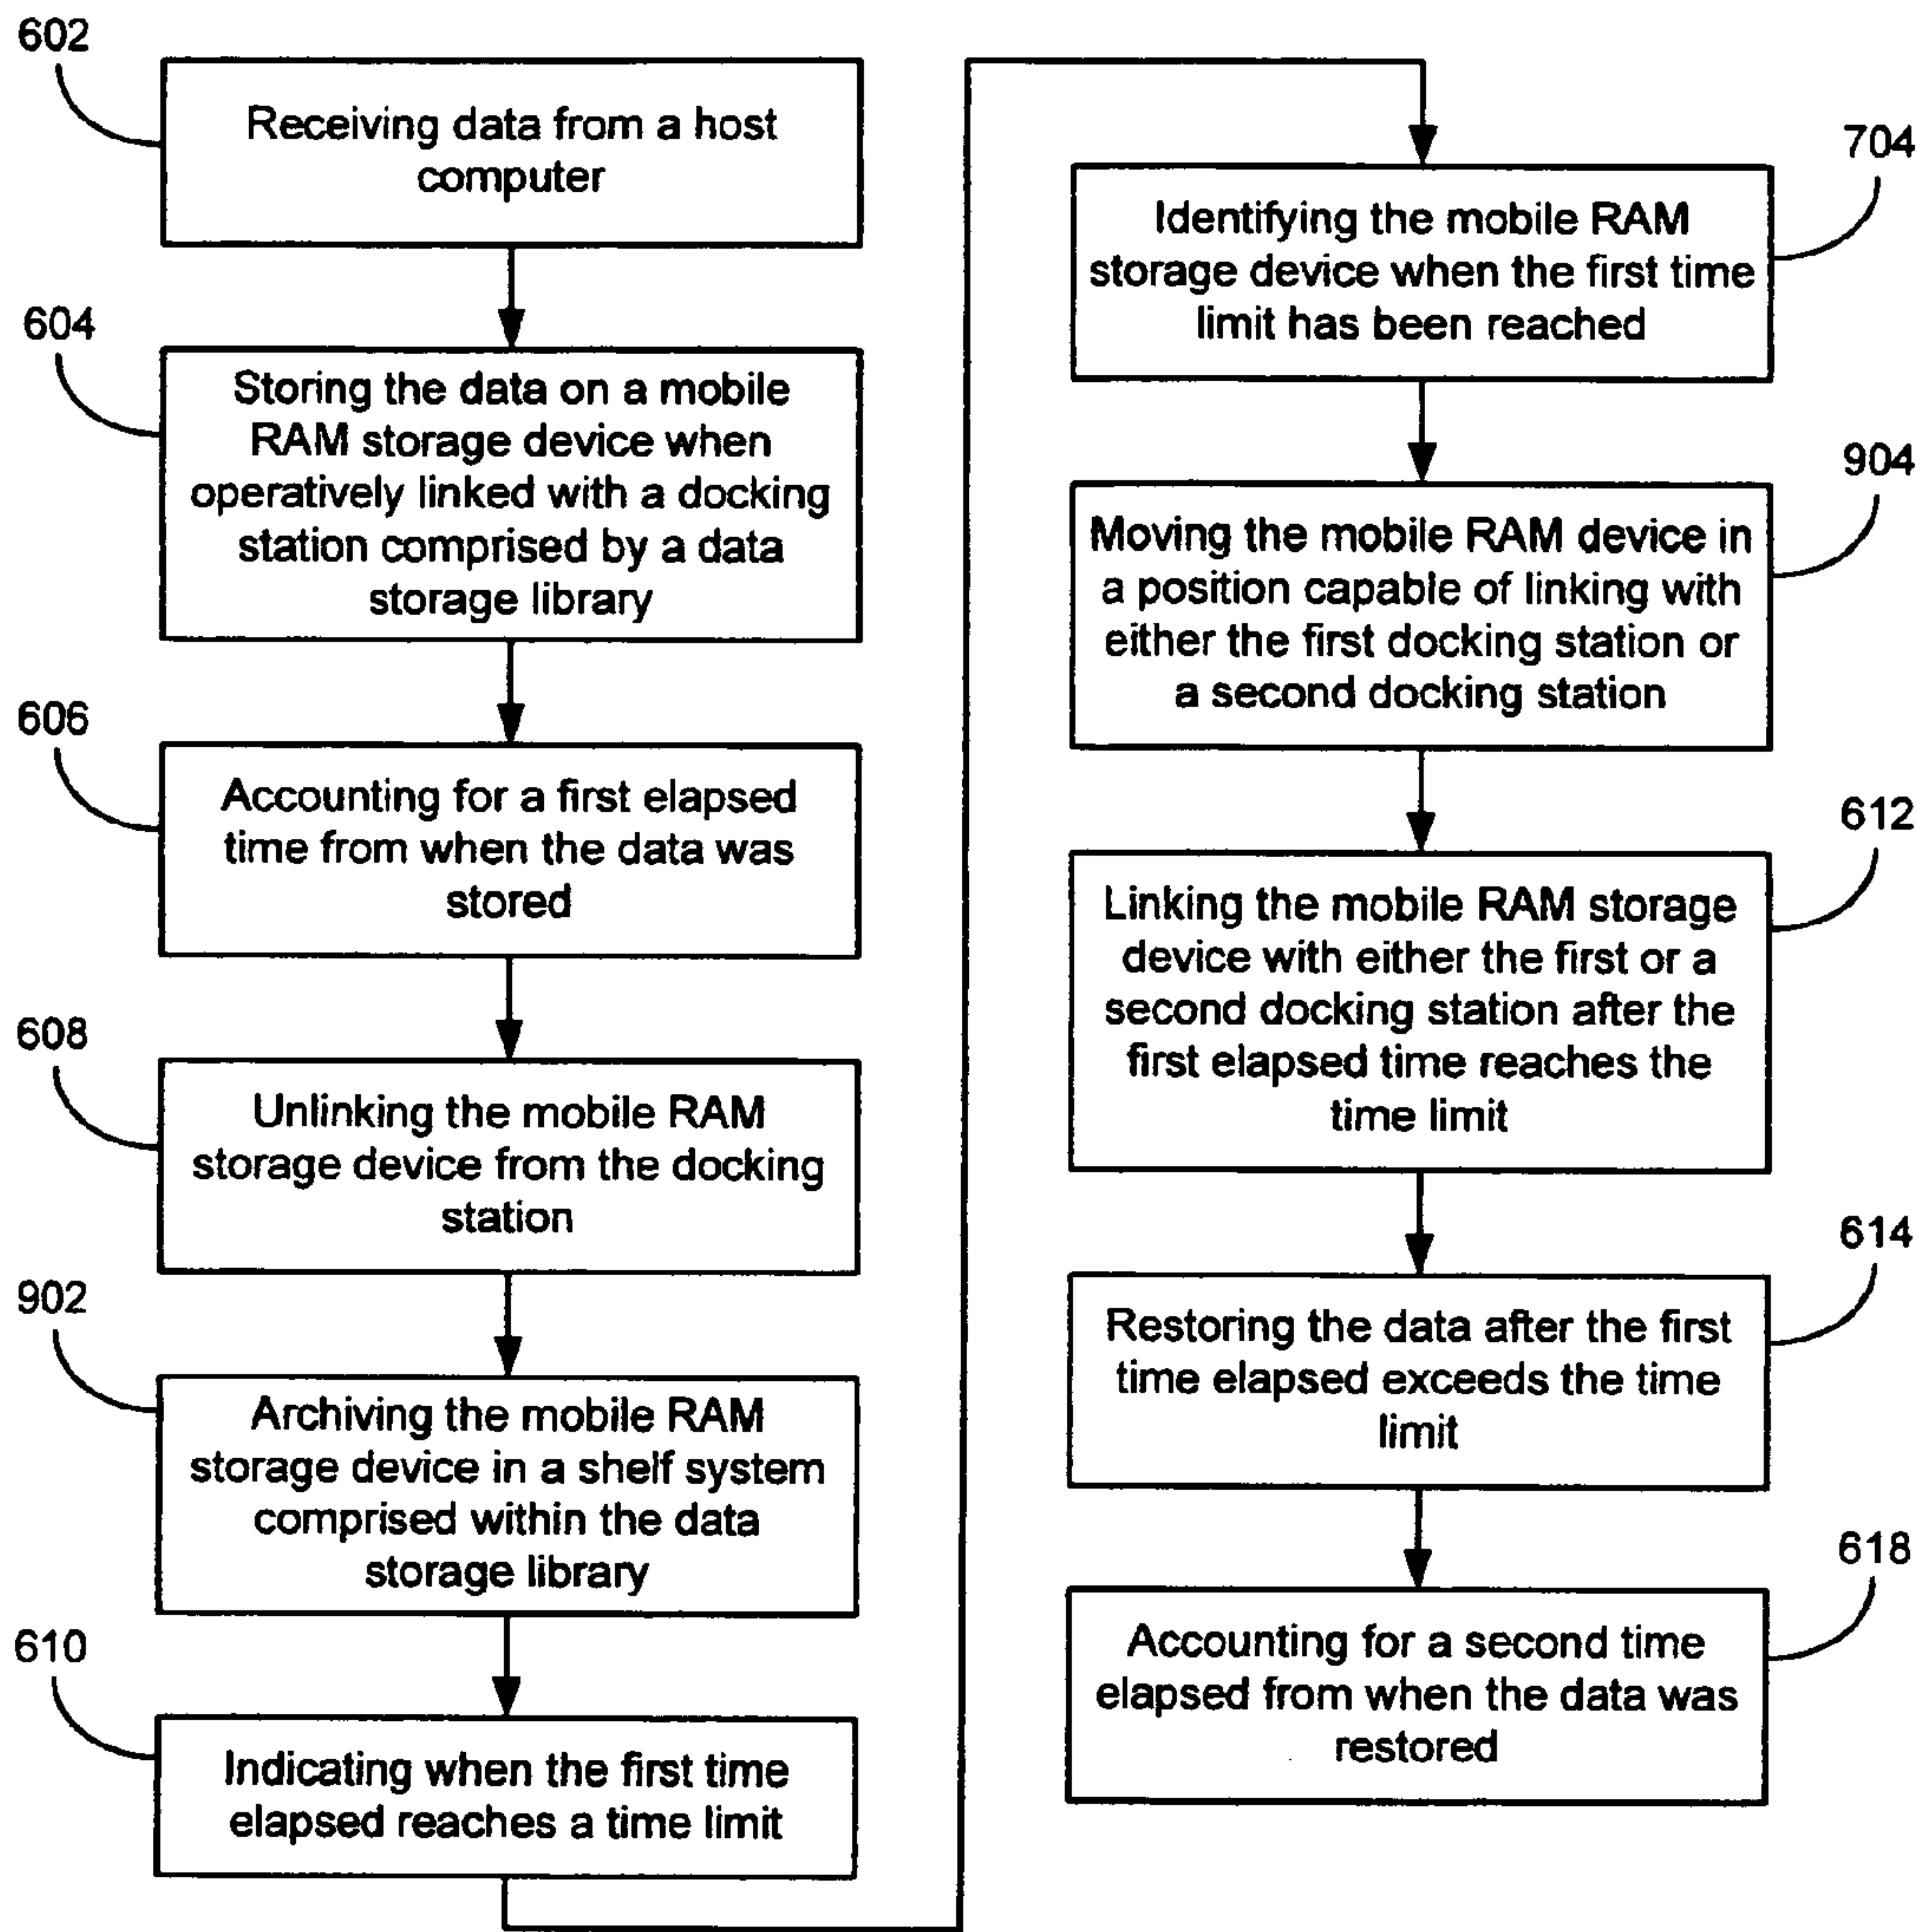 602
Receiving data from a host
computer
604
Storing the data on a mobile
RAM storage device when
operatively linked with a docking
station comprised by a data
storage library
606
Accounting for a first elapsed
time from when the data was
stored
608
Unlinking the mobile RAM
storage device from the docking
station
902
Archiving the mobile RAM
storage device in a shelf system
comprised within the data
storage library
610
Indicating when the first time
elapsed reaches a time limit
704
Identifying the mobile RAM
storage device when the first time
limit has been reached
904
Moving the mobile RAM device in
a position capable of linking with
either the first docking station or
a second docking station
612
Linking the mobile RAM storage
device with either the first or a
second docking station after the
first elapsed time reaches the
time limit
614
Restoring the data after the first
time elapsed exceeds the time
limit
618
Accounting for a second time
elapsed from when the data was
restored